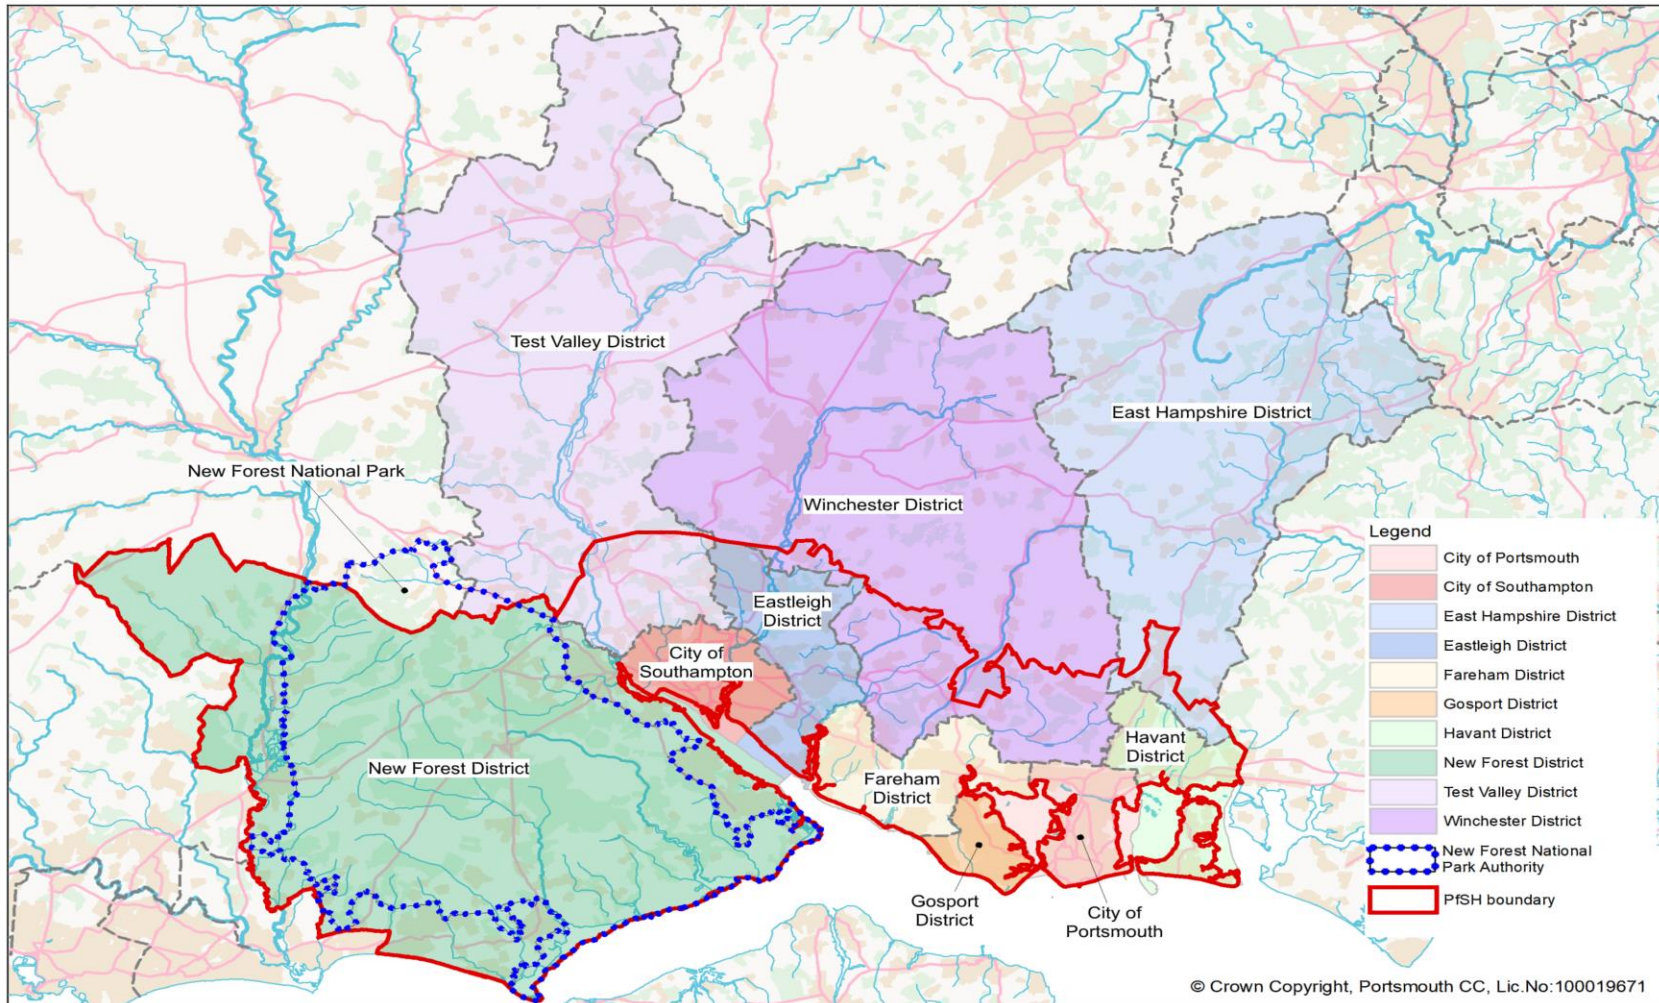 Test Valley District
East Hampshire District
New Forest National Park
Winchester District
Eastleigh
District
City of
Southampton
Havant
District
New Forest District
Fareham
District
Gosport
District
City of
Portsmouth
Legend
City of Portsmouth
City of Southampton
East Hampshire District
Eastleigh District
Fareham District
Gosport District
Havant District
New Forest District
Test Valley District
Winchester District
New Forest National
Park Authority
PfSH boundary
© Crown Copyright, Portsmouth CC, Lic.No:100019671